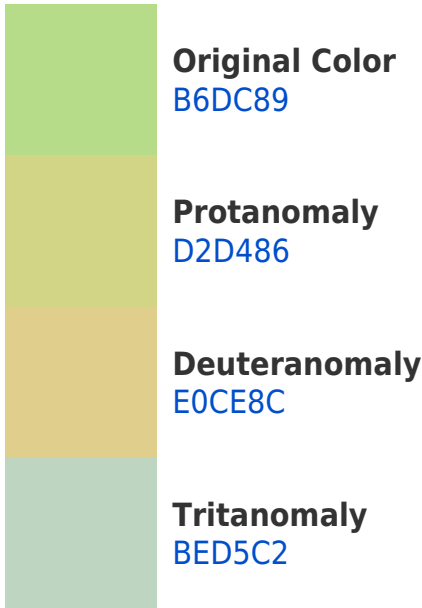 Original Color
B6DC89
Protanomaly
D2D486
Deuteranomaly
E0CE8C
Tritanomaly
BED5C2